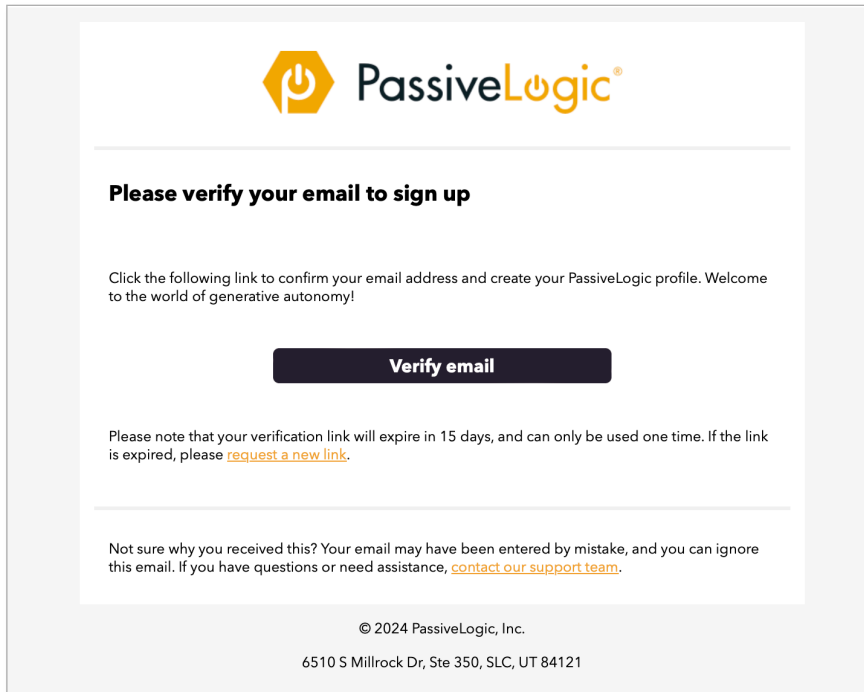 PassiveLogic®
Please verify your email to sign up
Click the following link to confirm your email address and create your PassiveLogic profile. Welcome
to the world of generative autonomy!
Verify email
Please note that your verification link will expire in 15 days, and can only be used one time. If the link
is expired, please request a new link.
Not sure why you received this? Your email may have been entered by mistake, and you can ignore
this email. If you have questions or need assistance, contact our support team.
© 2024 PassiveLogic, Inc.
6510 S Millrock Dr, Ste 350, SLC, UT 84121